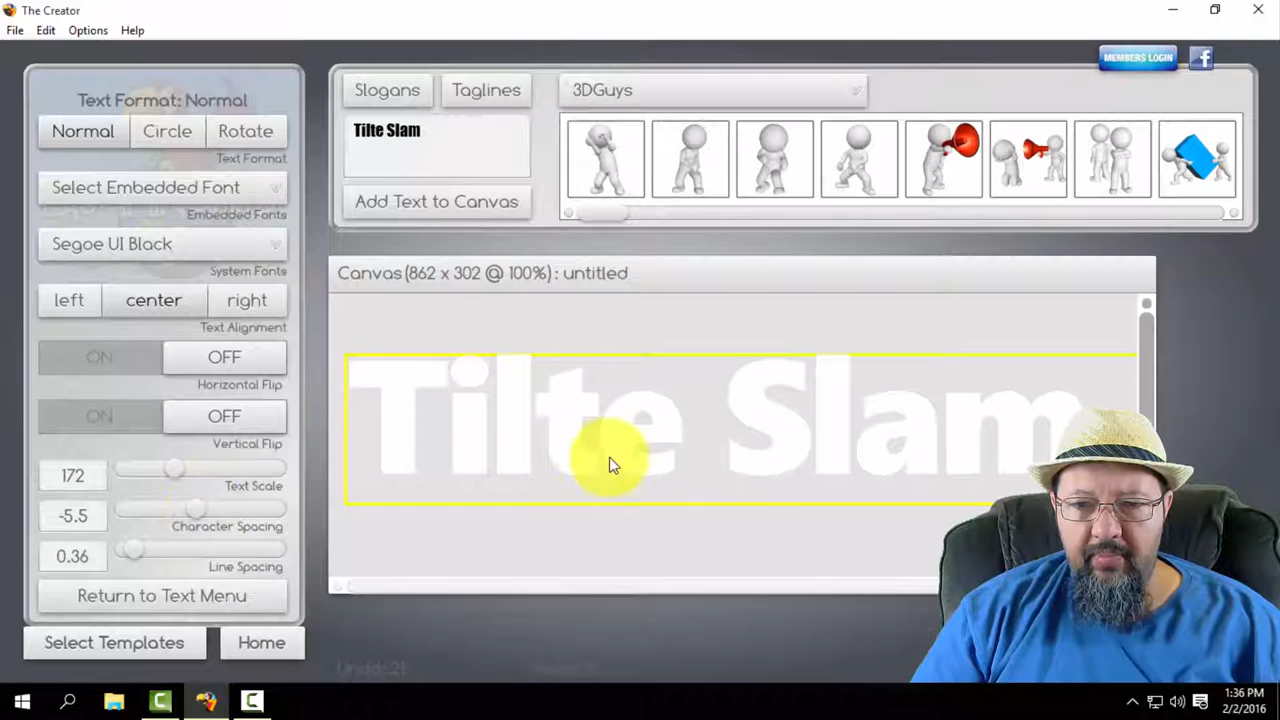 The Creator
File Edit Options Help
MEMBERS LOGIN
Text Format: Normal
Normal Circle Rotate
Text Format
Select Embedded Font
Embedded Fonts
Segoe UI Black
System Fonts
left center right
Text Alignment
ON OFF
Horizontal Flip
ON OFF
Vertical Flip
172
Text Scale
-5.5
Character Spacing
0.36
Line Spacing
Return to Text Menu
Select Templates Home
Slogans Taglines 3DGuys
Tilte Slam
Add Text to Canvas
Canvas (862 x 302 @ 100%) : untitled
Tilte Slam
1:36 PM
2/2/2016